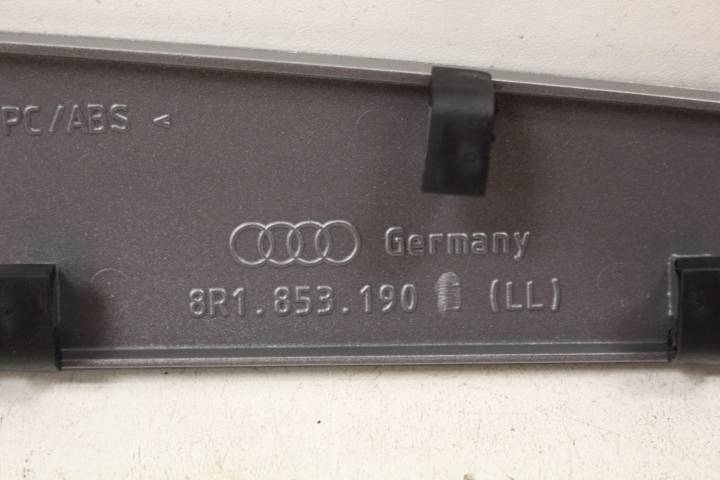 PC/ABS <
Germany
8R1.853.190 (LL)